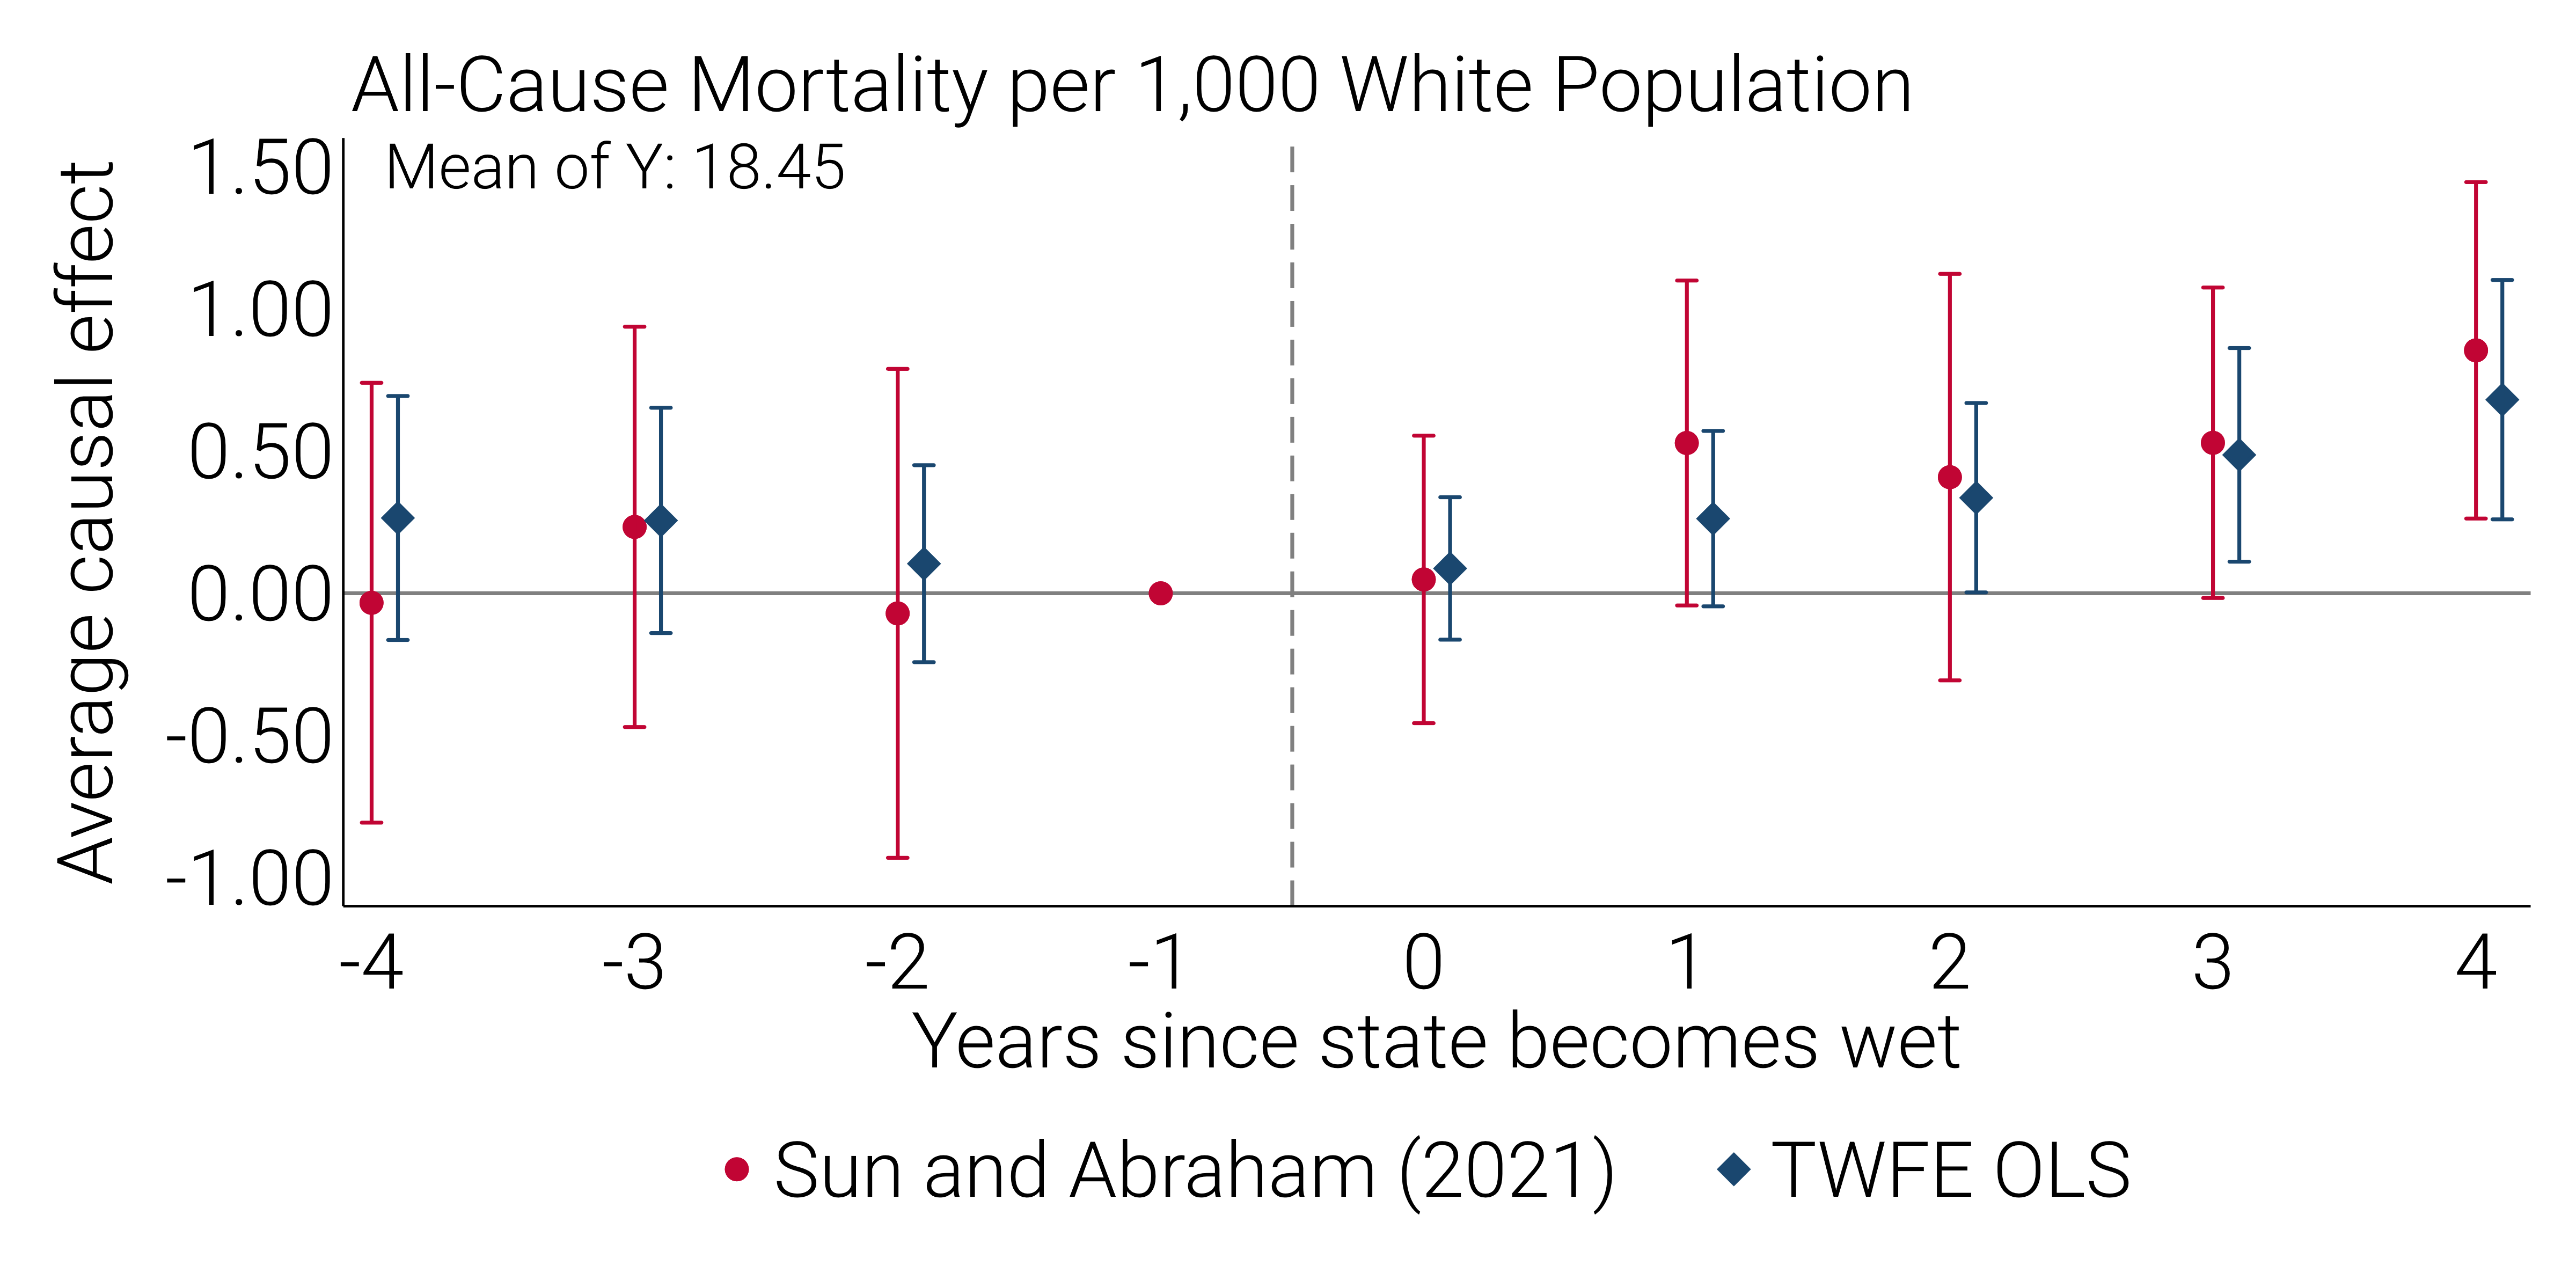 All-Cause Mortality per 1,000 White Population
Mean of Y: 18.45
Average causal effect
1.50
1.00
0.50
0.00
-0.50
-1.00
-4 -3 -2 -1 0 1 2 3 4
Years since state becomes wet
Sun and Abraham (2021) TWFE OLS